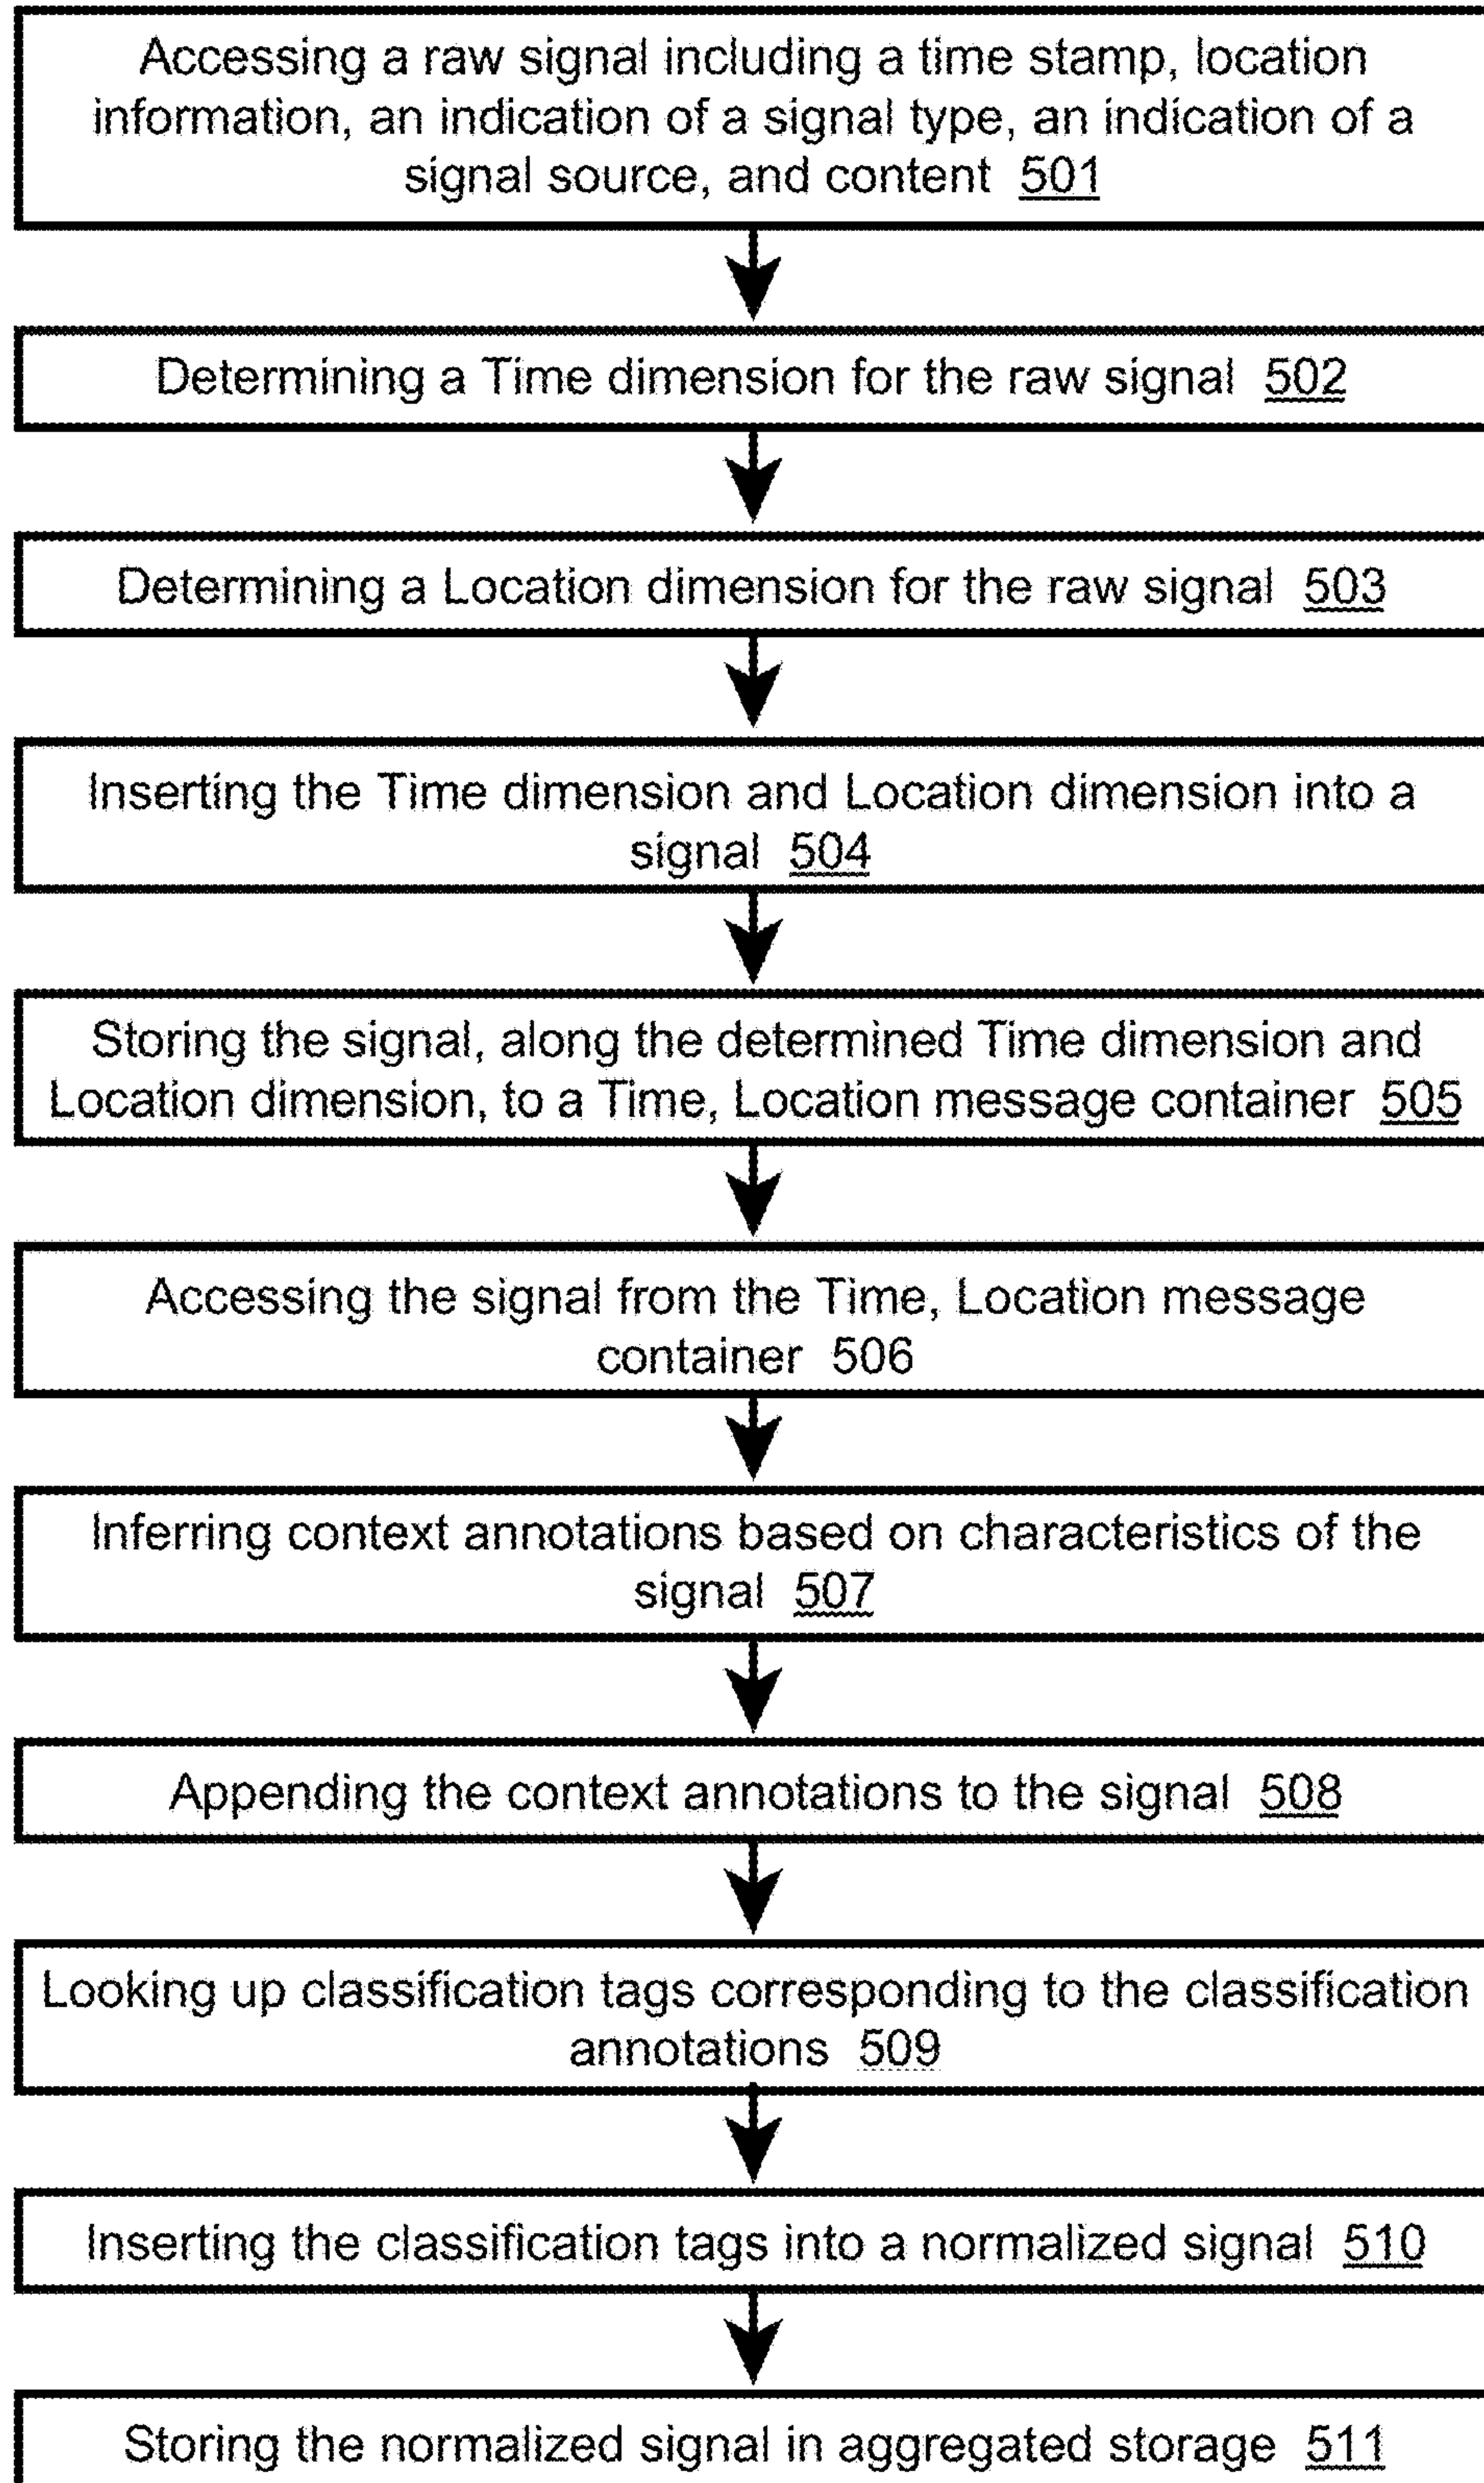 Accessing a raw signal including a time stamp, location
information, an indication of a signal type, an indication of a
signal source, and content 501
Determining a Time dimension for the raw signal 502
Determining a Location dimension for the raw signal 503
Inserting the Time dimension and Location dimension into a
signal 504
Storing the signal, along the determined Time dimension and
Location dimension, to a Time, Location message container 505
Accessing the signal from the Time, Location message
container 506
Inferring context annotations based on characteristics of the
signal 507
Appending the context annotations to the signal 508
Looking up classification tags corresponding to the classification
annotations 509
Inserting the classification tags into a normalized signal 510
Storing the normalized signal in aggregated storage 511